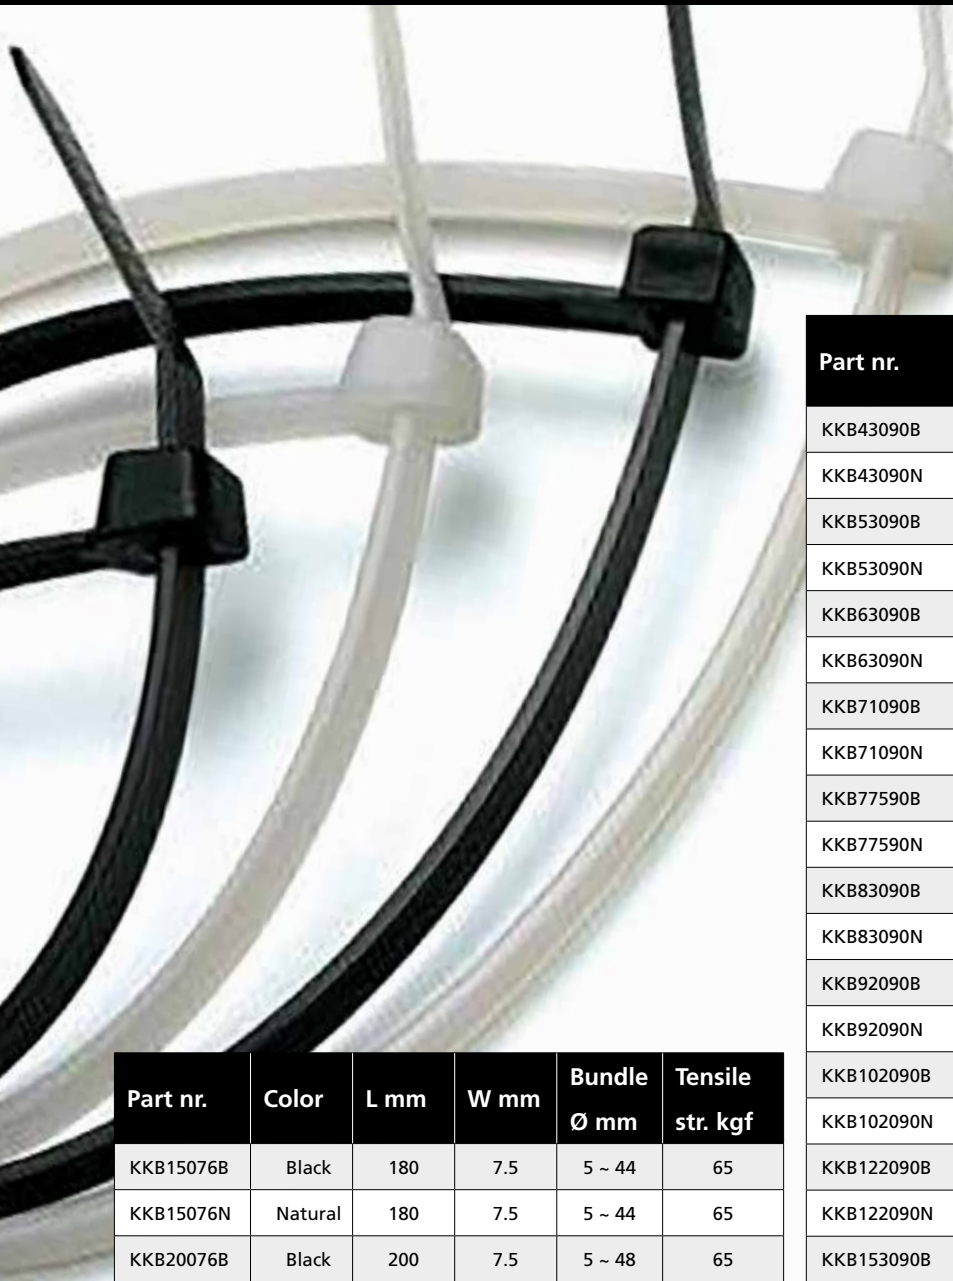 Part nr.
KKB43090B
KKB43090N
KKB53090B
KKB53090N
KKB63090B
KKB63090N
KKB71090B
KKB71090N
KKB77590B
KKB77590N
KKB83090B
KKB83090N
KKB92090B
KKB92090N
KKB102090B
KKB102090N
KKB122090B
KKB122090N
KKB153090B
Part nr. Color L mm W mm Bundle Ø mm Tensile str. kgf
KKB15076B Black 180 7.5 5 ~ 44 65
KKB15076N Natural 180 7.5 5 ~ 44 65
KKB20076B Black 200 7.5 5 ~ 48 65